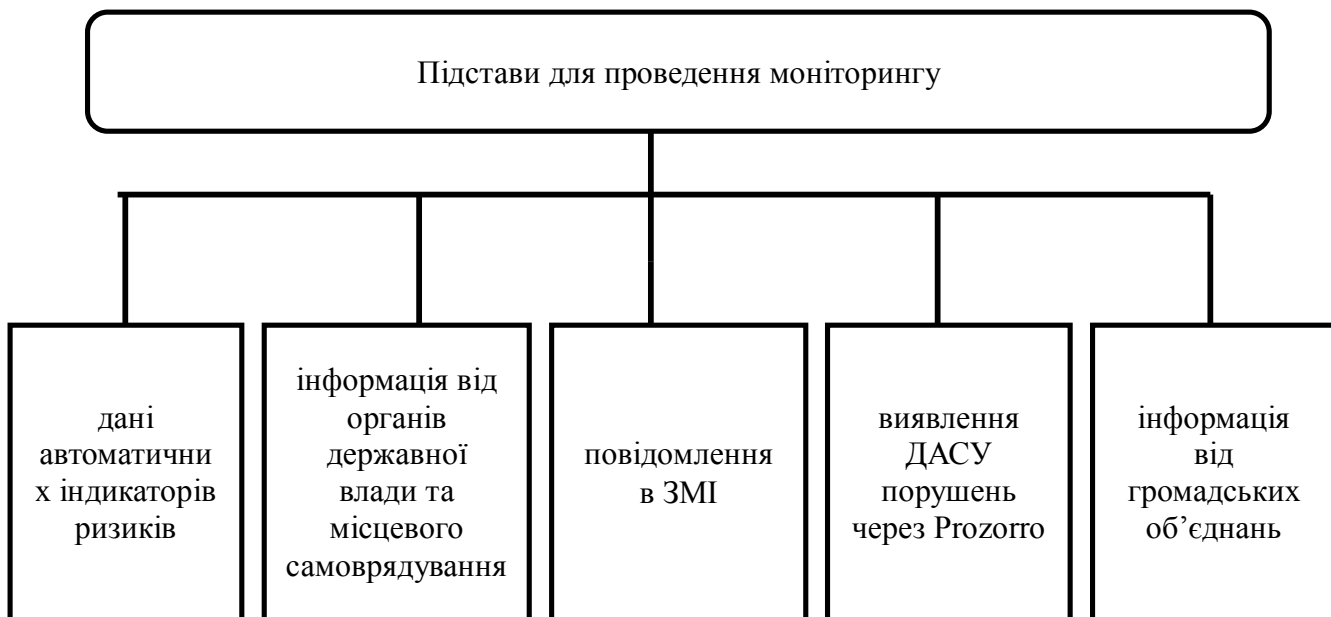 Підстави для проведення моніторингу
дані
автоматични
х індикаторів
ризиків
інформація від
органів
державної
влади та
місцевого
самоврядування
повідомлення
в ЗМІ
виявлення
ДАСУ
порушень
через Prozorro
інформація
від
громадських
об’єднань